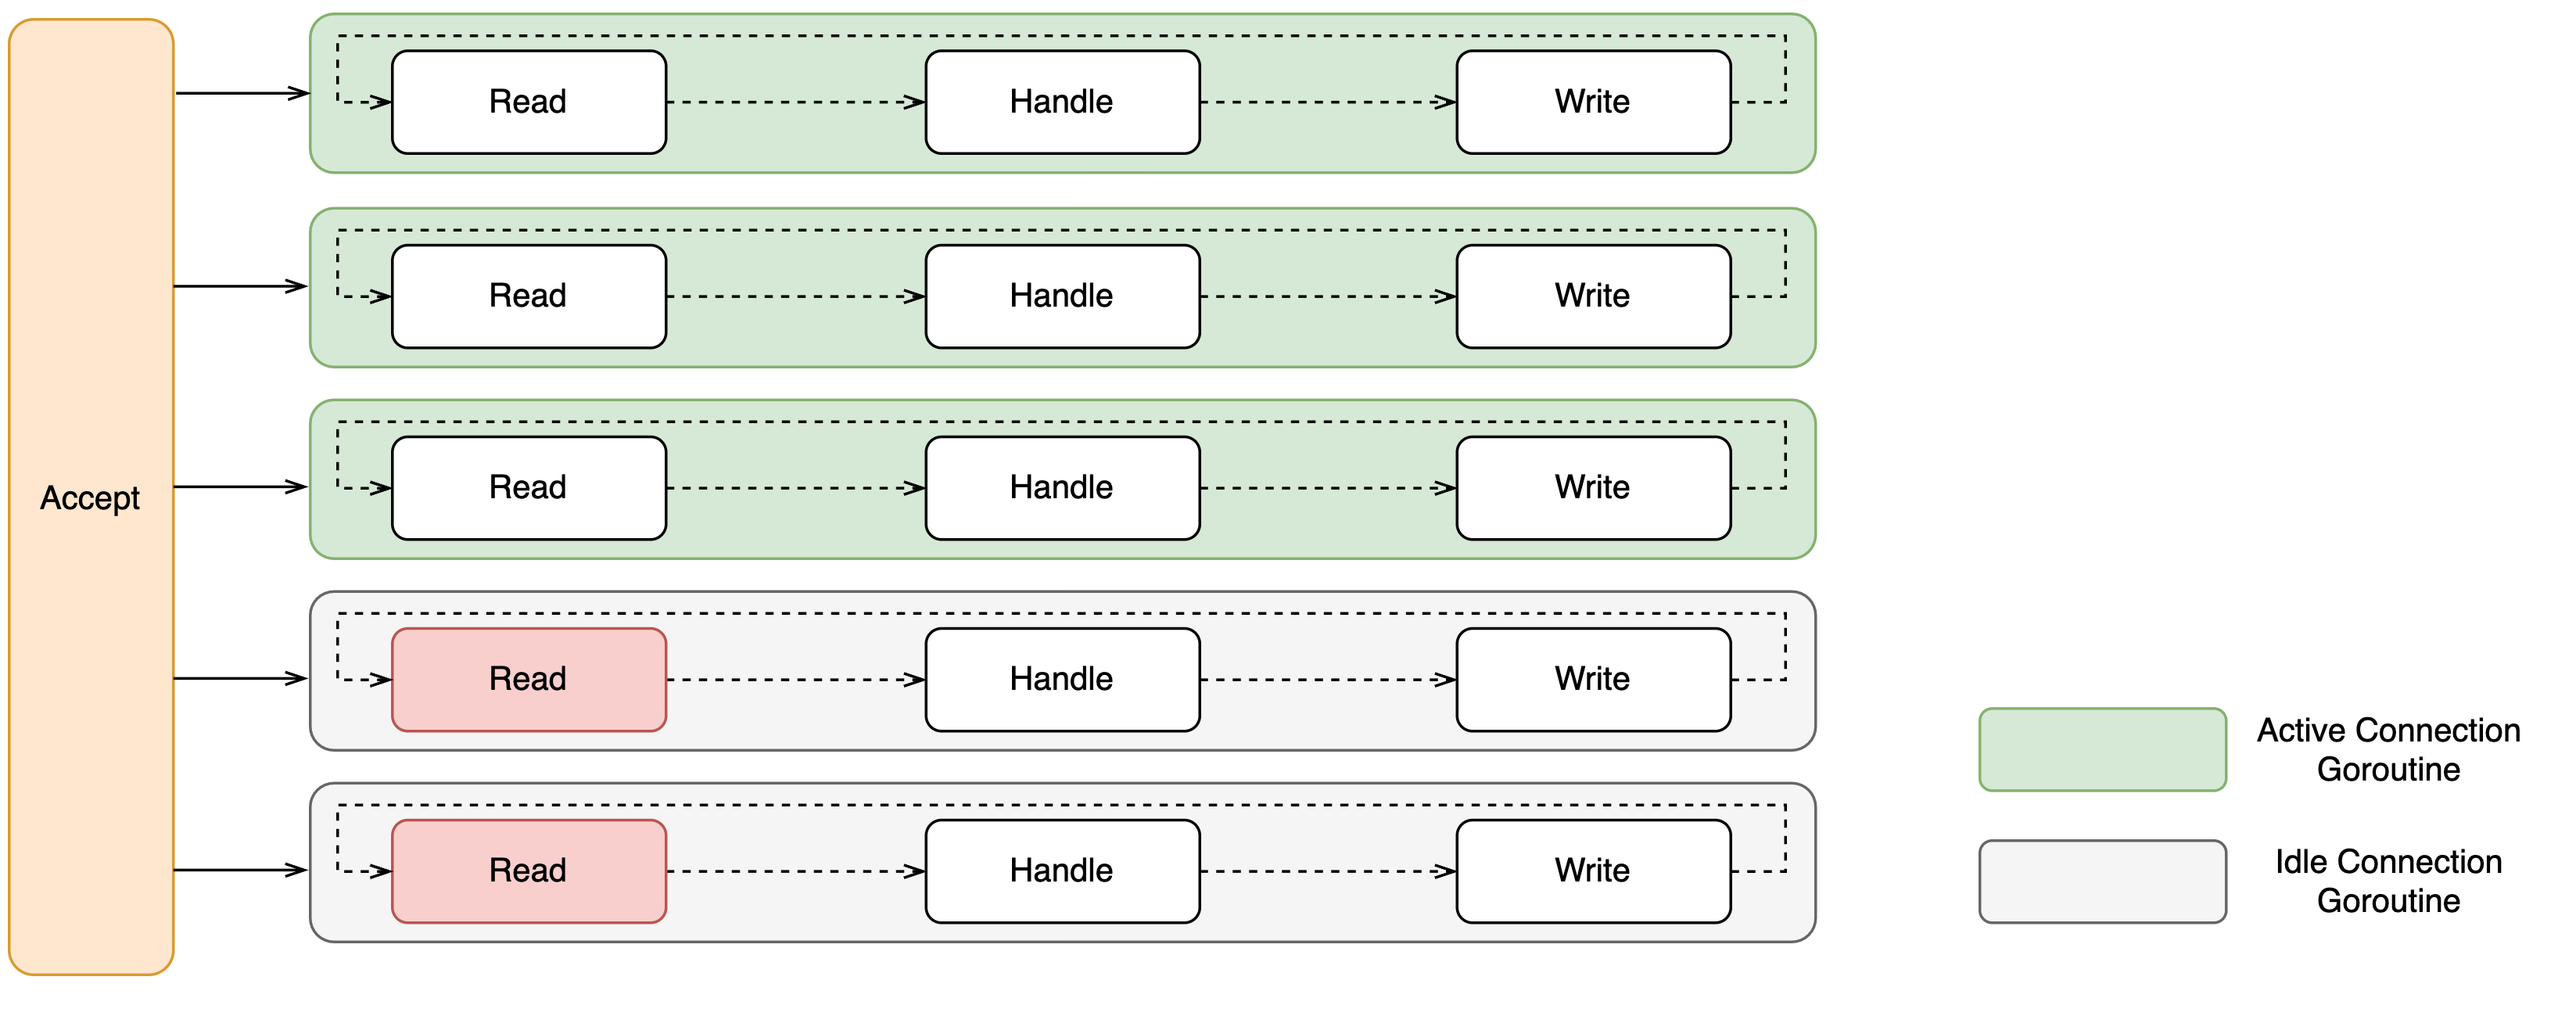 Accept
Read
Handle
Write
Read
Handle
Write
Read
Handle
Write
Read
Handle
Write
Read
Handle
Write
Active Connection
Goroutine
Idle Connection
Goroutine